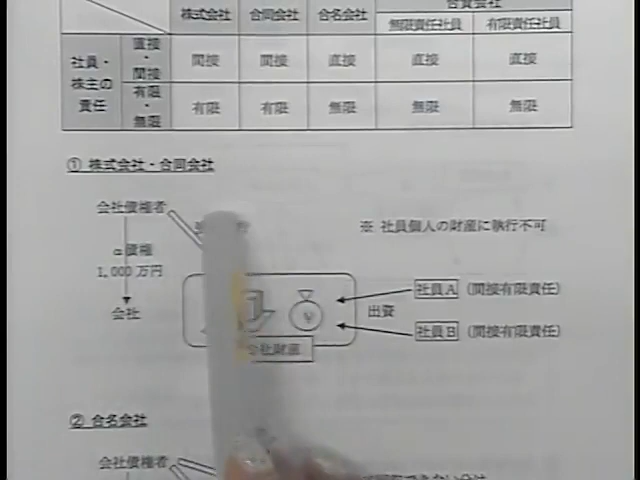 株式会社 合同会社 合名会社 合資会社
無限責任社員 有限責任社員
社員・株主の責任
直接・間接 間接 間接 直接 直接 直接
有限・無限 有限 有限 無限 無限 無限
① 株式会社・合同会社
会社債権者
※ 社員個人の財産に執行不可
α債権
1,000 万円
社員A (間接有限責任)
会社
¥
出資
社員B (間接有限責任)
会社財産
② 合名会社
会社債権者